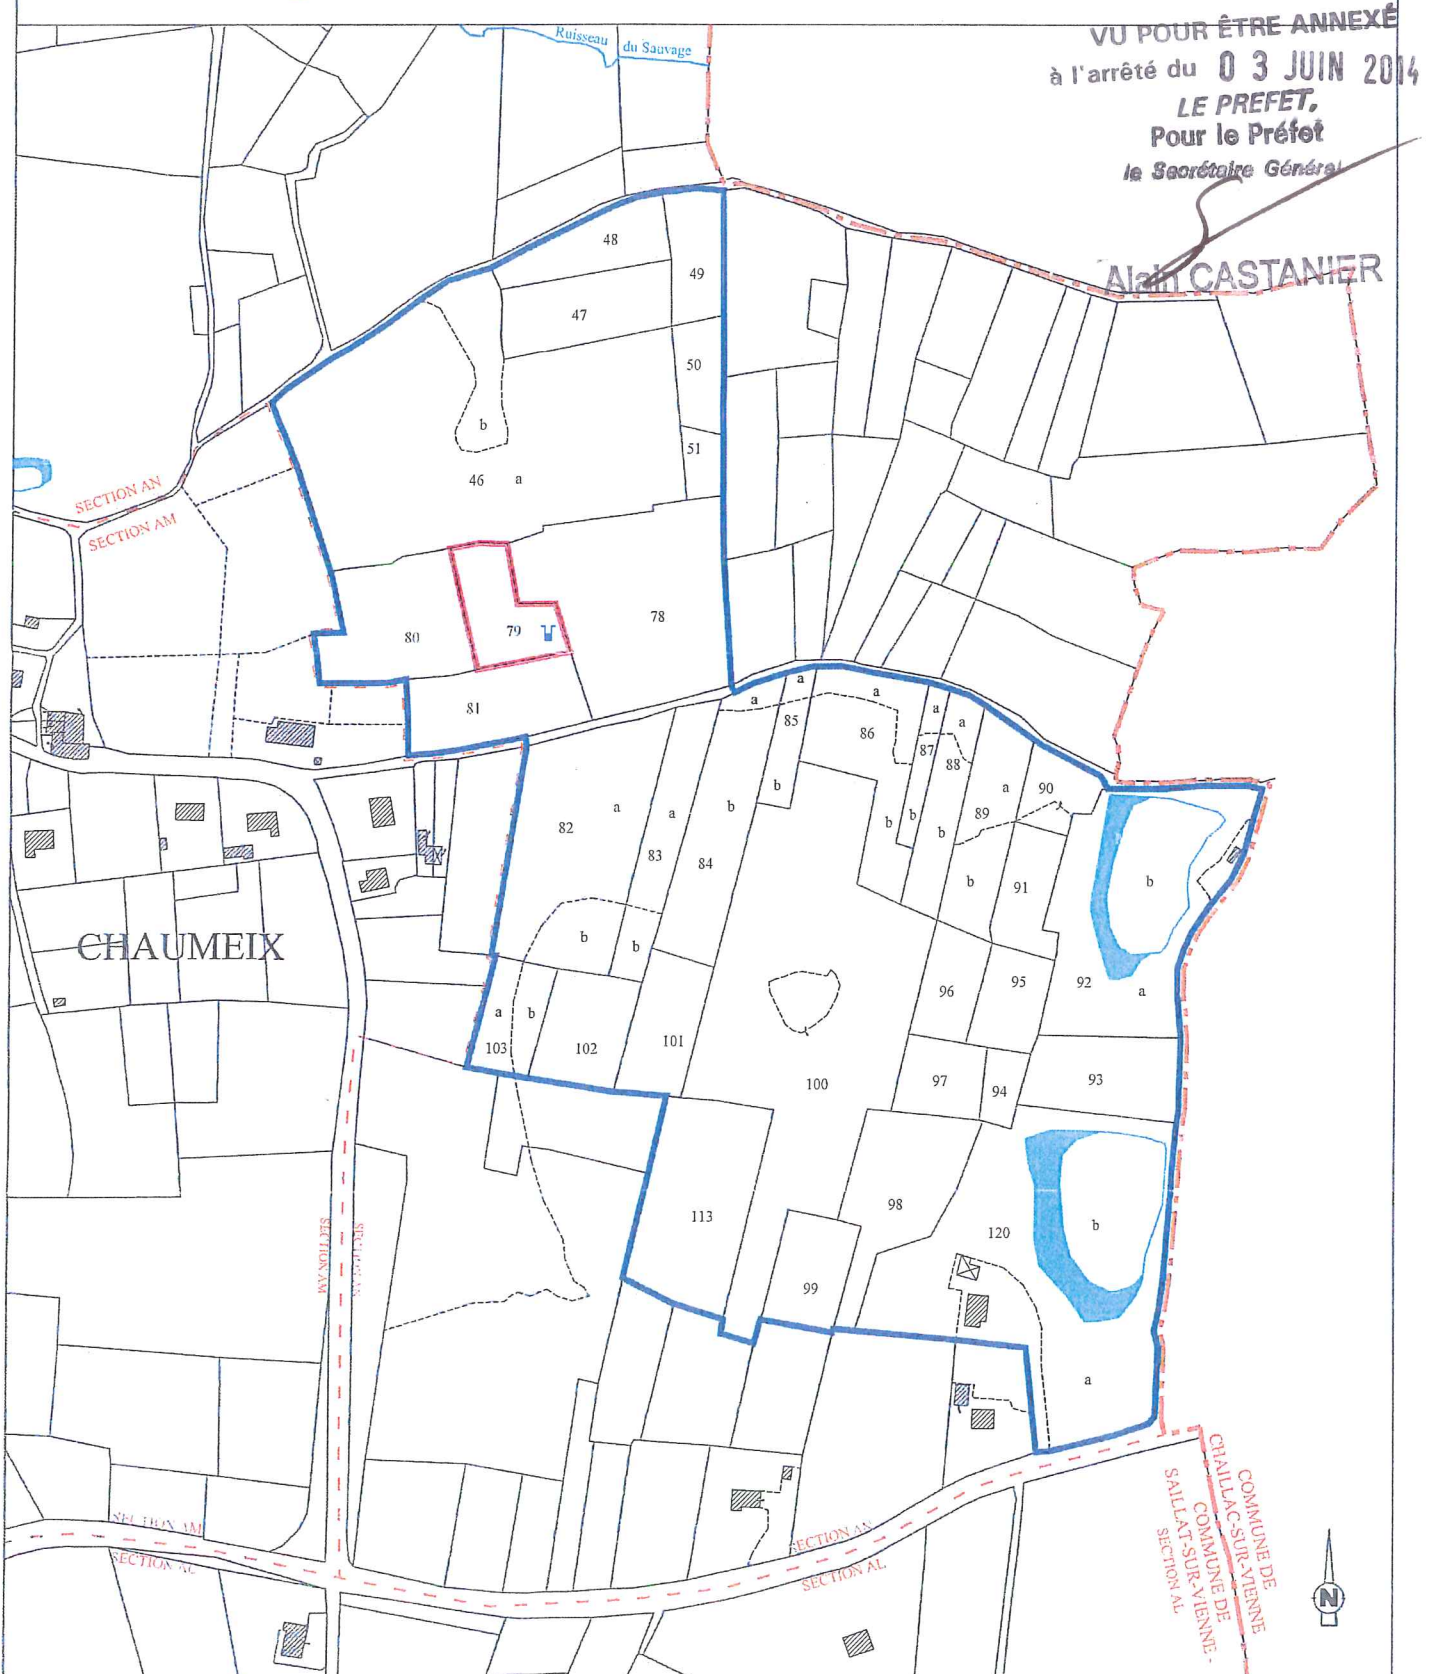 Ruisseau du Sauvage
VU POUR ÊTRE ANNEXÉ
à l'arrêté du 0 3 JUIN 2014
LE PREFET,
Pour le Préfet
le Secrétaire Général
Alain CASTANIER
48
49
47
50
b
51
46 a
SECTION AN
SECTION AM
80
79
78
81
a
a
a
85
86
a
a
87
88
82
a
a
b
b
a
90
89
b
b
b
83
84
b
91
b
CHAUMEIX
b
b
96
95
92
a
a
b
103
102
101
100
97
94
93
113
98
120
b
99
SECTION AM
SECTION AN
a
SECTION AM
SECTION AL
SECTION AN
SECTION AL
COMMUNE DE
CHAILLAC-SUR-VIENNE
COMMUNE DE
SAILLAT-SUR-VIENNE -
SECTION AL
N